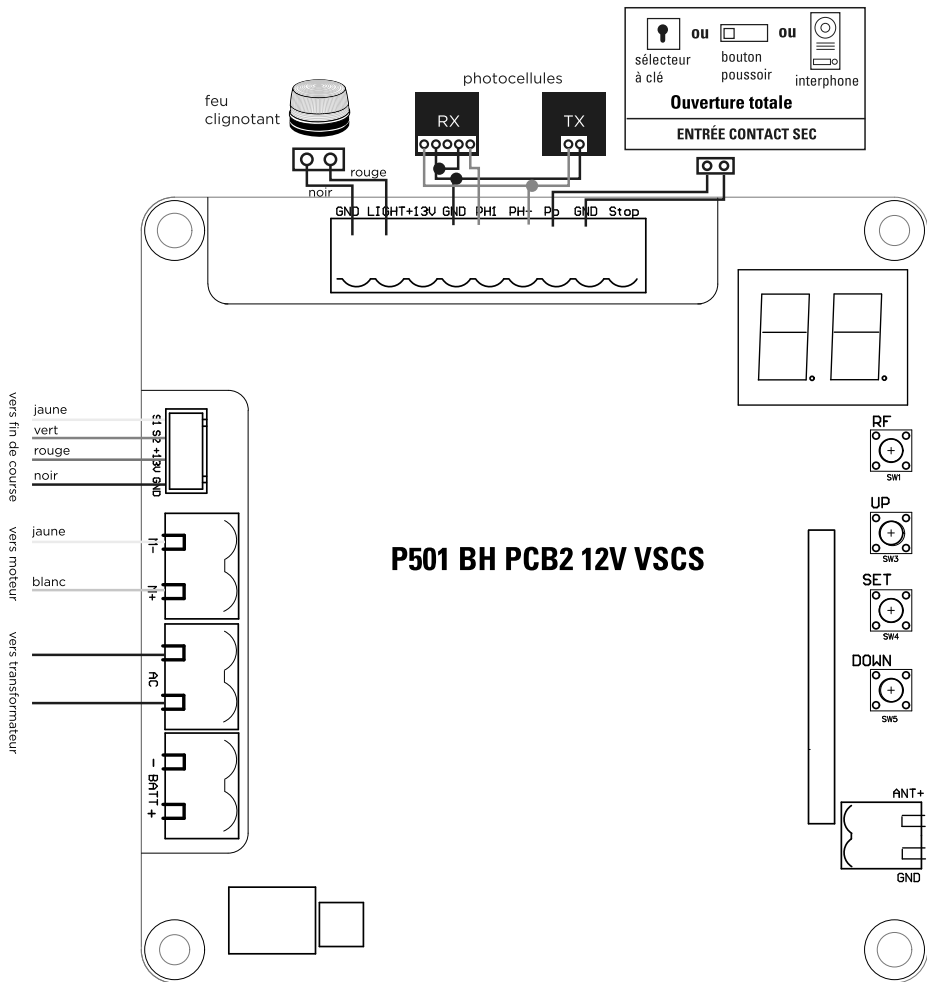 ou
ou
sélecteur
à clé
bouton
poussoir
interphone
Ouverture totale
ENTRÉE CONTACT SEC
photocellules
RX
TX
feu
clignotant
rouge
noir
GND LIGHT+13V GND PH1 PH+ Pp GND Stop
vers fin de course
jaune
vert
rouge
noir
S1 S2 +13V GND
vers moteur
jaune
blanc
M-
M+
vers transformateur
AC
- BATT +
P501 BH PCB2 12V VSCS
RF
SW1
UP
SW3
SET
SW4
DOWN
SW5
ANT+
GND